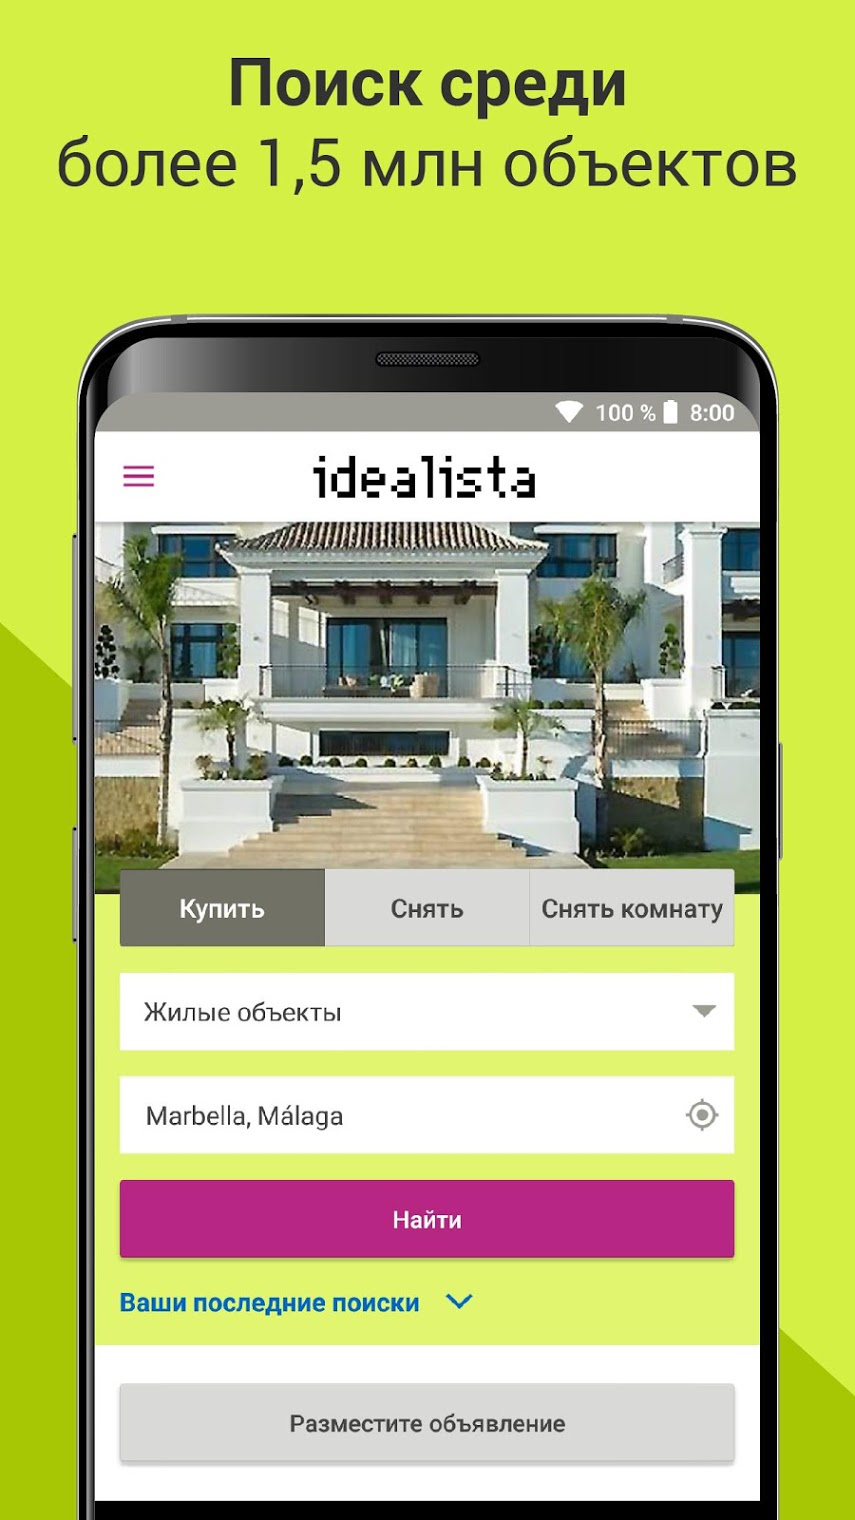 Поиск среди
более 1,5 млн объектов
100 % 8:00
idealista
Купить Снять Снять комнату
Жилые объекты
Marbella, Málaga
Найти
Ваши последние поиски
Разместите объявление